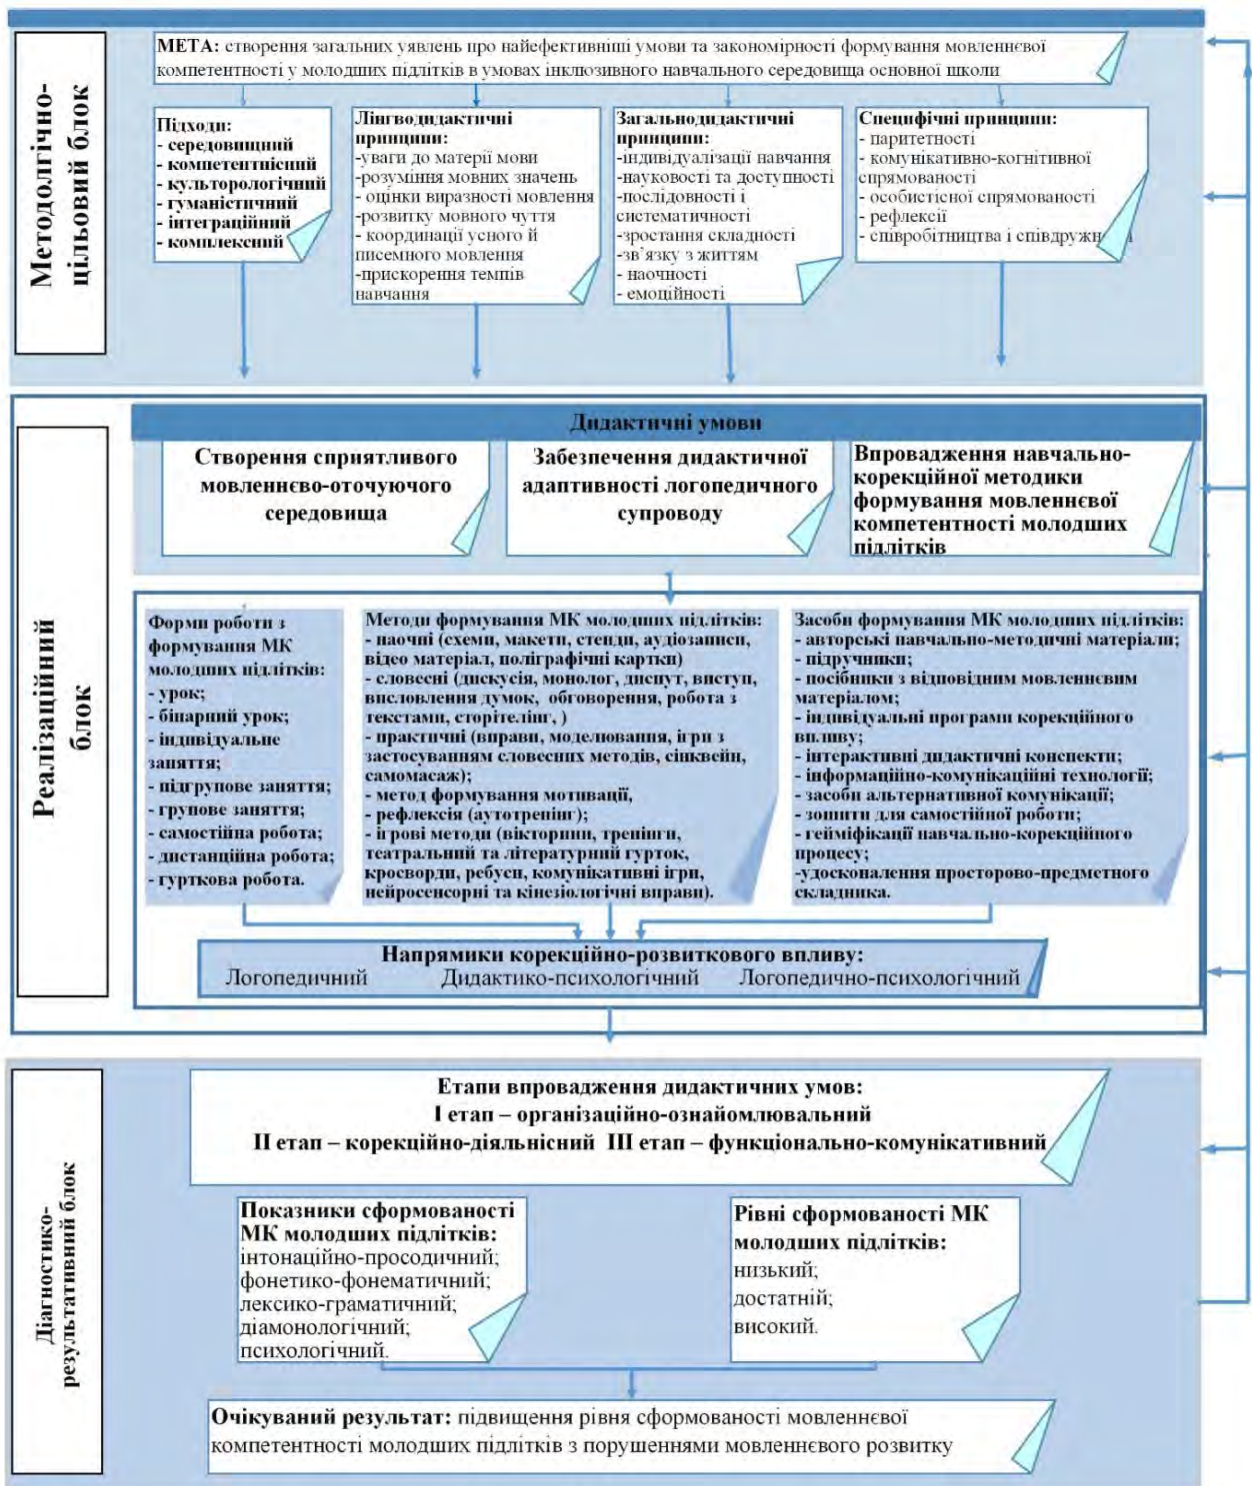 Методологічно-
цільовий блок
МЕТА: створення загальних уявлень про найефективніші умови та закономірності формування мовленнєвої
компетентності у молодших підлітків в умовах інклюзивного навчального середовища основної школи
Підходи:
- середовищний
- компетентнісний
- культорологічний
- гуманістичний
- інтеграційний
- комплексний
Лінгводидактичні
принципи:
-уваги до матерії мови
-розуміння мовних значень
- оцінки виразності мовлення
-розвитку мовного чуття
- координації усного й
писемного мовлення
-прискорення темпів
навчання
Загальнодидактичні
принципи:
-індивідуалізації навчання
-науковості та доступності
-послідовності і
систематичності
-зростання складності
-зв'язку з життям
- наочності
- емоційності
Специфічні принципи:
- паритетності
- комунікативно-когнітивної
спрямованості
- особистісної спрямованості
- рефлексії
- співробітництва і
Реалізаційний
блок
Дидактичні умови
Створення сприятливого
мовленнєво-оточуючого
середовища
Забезпечення дидактичної
адаптивності логопедичного
супроводу
Впровадження навчально-
корекційної методики
формування мовленнєвої
компетентності молодших
підлітків
Форми роботи з
формування МК
молодших підлітків:
- урок;
- бінарний урок;
- індивідуальне
заняття;
- підгрупове заняття;
- групове заняття;
- самостійна робота;
- дистанційна робота;
- гурткова робота.
Методи формування МК молодших підлітків:
- наочні (схеми, макети, стенди, аудіозаписи,
відео матеріал, поліграфічні картки)
- словесні (дискусія, монолог, диспут, виступ,
висловлення думок, обговорення, робота з
текстами, сторітелінг, )
- практичні (вправи, моделювання, ігри з
застосуванням словесних методів, сінквейн,
самомасаж);
- метод формування мотивації,
- рефлексія (аутотренінг);
- ігрові методи (вікторини, тренінги,
театральний та літературний гурток,
кросворди, ребуси, комунікативні ігри,
нейросенсорні та кінезіологічні вправи).
Засоби формування МК молодших підлітків:
- авторські навчально-методичні матеріали;
- підручники;
- посібники з відповідним мовленнєвим
матеріалом;
- індивідуальні програми корекційного
впливу;
- інтерактивні дидактичні конспекти;
- інформаційно-комунікаційні технології;
- засоби альтернативної комунікації;
- зошити для самостійної роботи;
- гейміфікації навчально-корекційного
процесу;
-удосконалення просторово-предметного
складника.
Напрямики корекційно-розвиткового впливу:
Логопедичний Дидактико-психологічний Логопедично-психологічний
Діагностико-
результативний блок
Етапи впровадження дидактичних умов:
І етап – організаційно-ознайомлювальний
ІІ етап – корекційно-діяльнісний ІІІ етап – функціонально-комунікативний
Показники сформованості
МК молодших підлітків:
інтонаційно-просодичний;
фонетико-фонематичний;
лексико-граматичний;
діамонологічний;
психологічний.
Рівні сформованості МК
молодших підлітків:
низький;
достатній;
високий.
Очікуваний результат: підвищення рівня сформованості мовленнєвої
компетентності молодших підлітків з порушеннями мовленнєвого розвитку